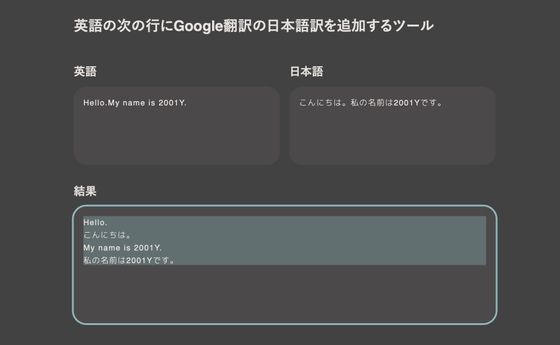 英語の次の行にGoogle翻訳の日本語訳を追加するツール
英語
Hello.My name is 2001Y.
日本語
こんにちは。私の名前は2001Yです。
結果
Hello.
こんにちは。
My name is 2001Y.
私の名前は2001Yです。